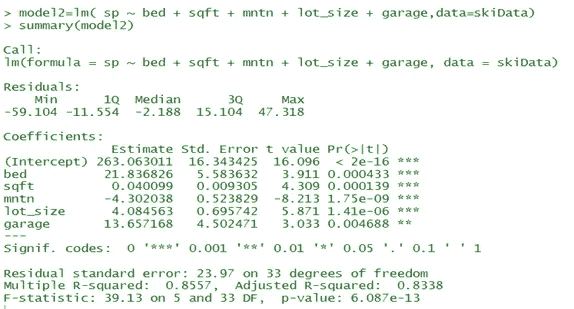 > model2=lm( sp ~ bed + sqft + mntn + lot_size + garage,data=skiData)
> summary(model2)
Call:
lm(formula = sp ~ bed + sqft + mntn + lot_size + garage, data = skiData)
Residuals:
    Min      1Q  Median      3Q     Max
-59.104 -11.554  -2.188  15.104  47.318
Coefficients:
              Estimate Std. Error t value Pr(>|t|)
(Intercept) 263.063011  16.343425  16.096  < 2e-16 ***
bed          21.836826   5.583632   3.911 0.000433 ***
sqft          0.040099   0.009305   4.309 0.000139 ***
mntn         -4.302038   0.523829  -8.213 1.75e-09 ***
lot_size      4.084563   0.695742   5.871 1.41e-06 ***
garage       13.657168   4.502471   3.033 0.004688 **
---
Signif. codes:  0 '***' 0.001 '**' 0.01 '*' 0.05 '.' 0.1 ' ' 1
Residual standard error: 23.97 on 33 degrees of freedom
Multiple R-squared:  0.8557, Adjusted R-squared:  0.8338
F-statistic: 39.13 on 5 and 33 DF,  p-value: 6.087e-13